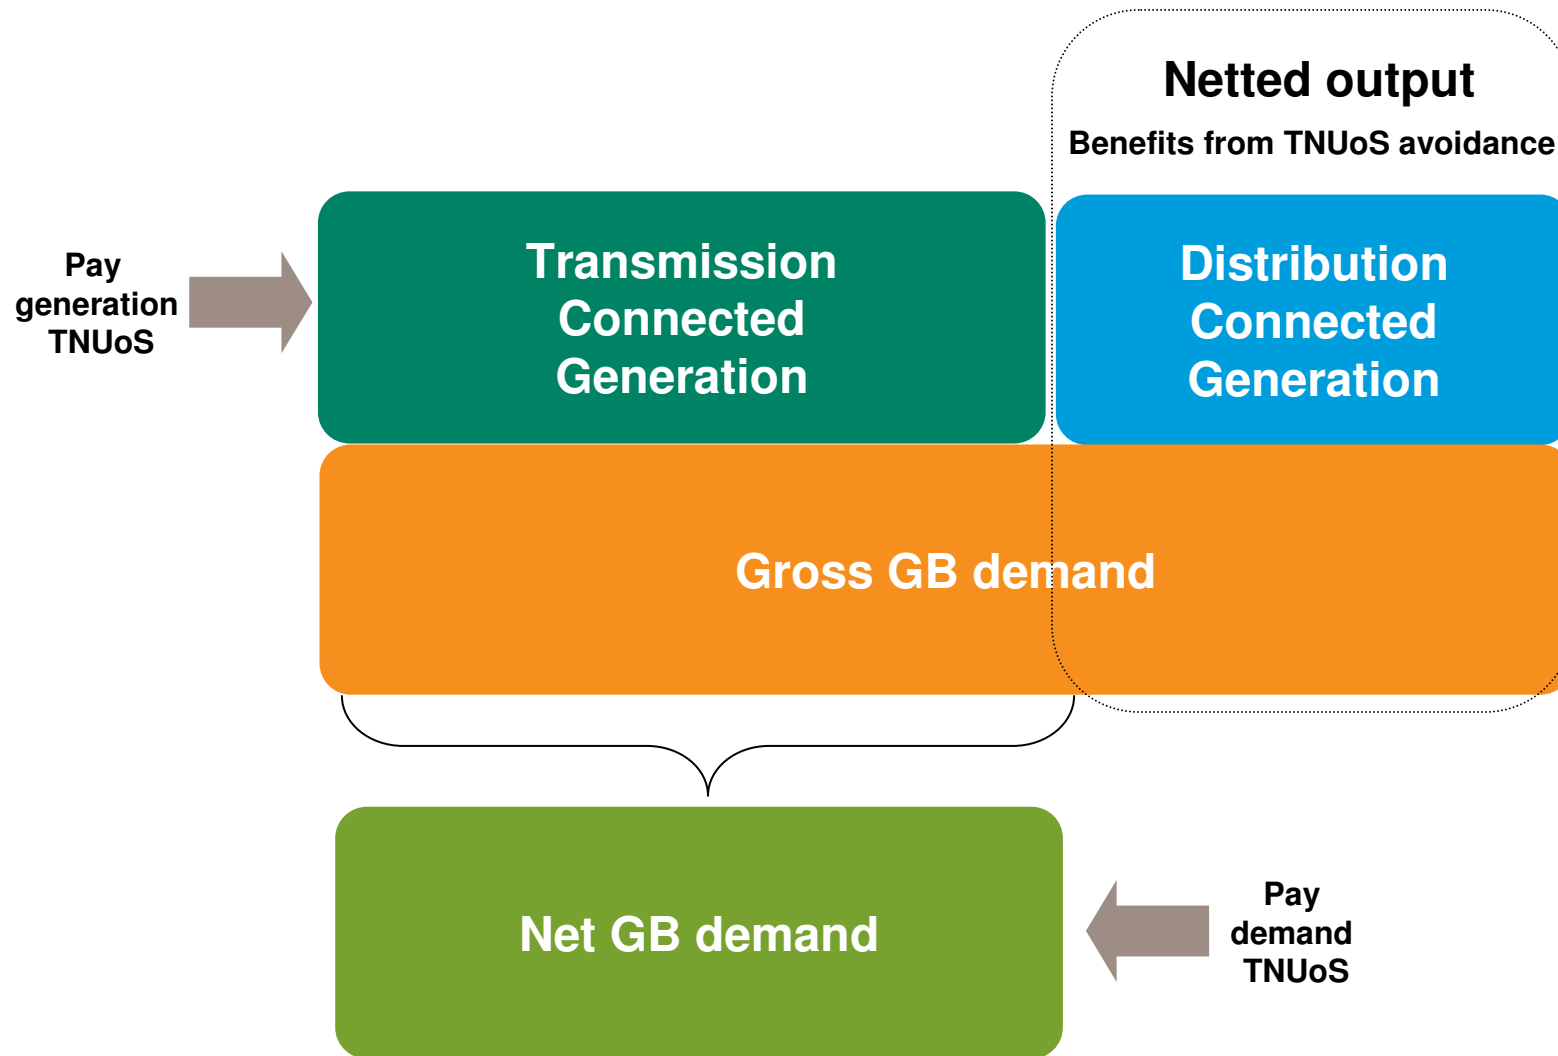 Netted output
Benefits from TNUoS avoidance
Pay
generation
TNUoS
Transmission
Connected
Generation
Distribution
Connected
Generation
Gross GB demand
Net GB demand
Pay
demand
TNUoS